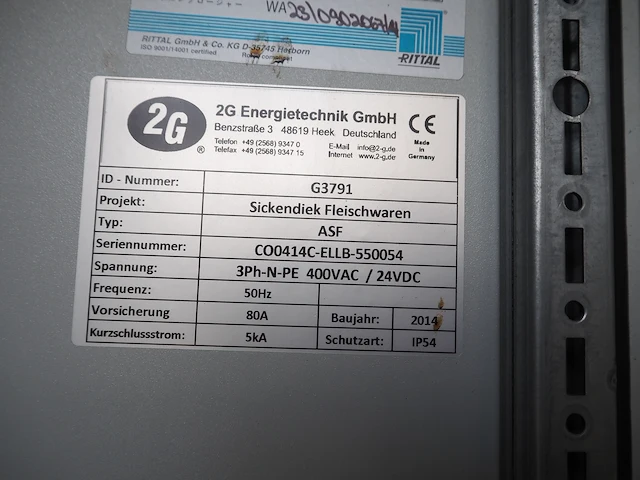 RITTAL GmbH & Co. KG D-35745 Herborn
ISO 9001/14001 certified
RITTAL
2G
®
2G Energietechnik GmbH
Benzstraße 3 48619 Heek Deutschland
Telefon +49 (2568) 9347 0 E-Mail info@2-g.de
Telefax +49 (2568) 9347 15 Internet www.2-g.de
CE
Made
in
Germany
ID - Nummer: G3791
Projekt: Sickendiek Fleischwaren
Typ: ASF
Seriennummer: CO0414C-ELLB-550054
Spannung: 3Ph-N-PE 400VAC / 24VDC
Frequenz: 50Hz
Vorsicherung 80A Baujahr: 2014
Kurzschlussstrom: 5kA Schutzart: IP54